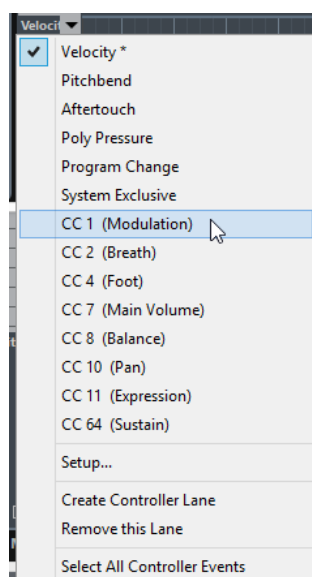 Velocit
Velocity *
Pitchbend
Aftertouch
Poly Pressure
Program Change
System Exclusive
CC 1 (Modulation)
CC 2 (Breath)
CC 4 (Foot)
CC 7 (Main Volume)
CC 8 (Balance)
CC 10 (Pan)
CC 11 (Expression)
CC 64 (Sustain)
Setup...
Create Controller Lane
Remove this Lane
Select All Controller Events